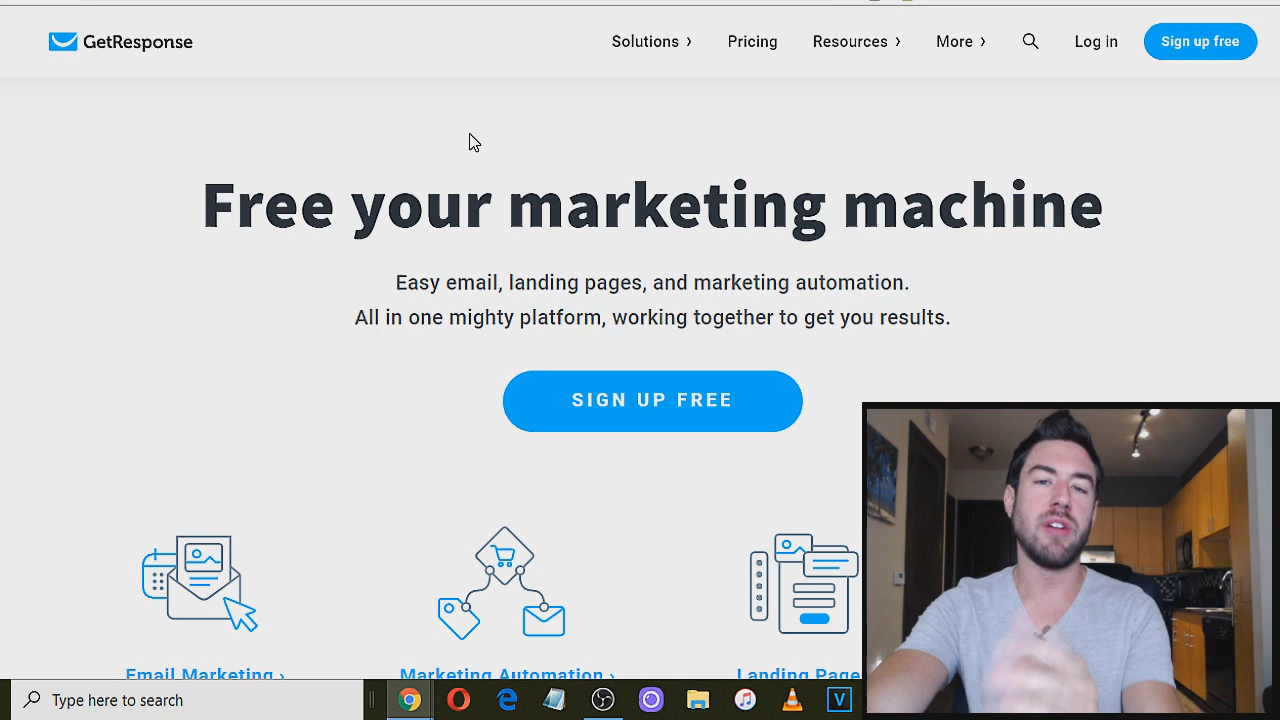 GetResponse
Solutions ›
Pricing
Resources ›
More ›
Log in
Sign up free
Free your marketing machine
Easy email, landing pages, and marketing automation.
All in one mighty platform, working together to get you results.
SIGN UP FREE
Email Marketing ›
Marketing Automation ›
Landing Page
Type here to search
V